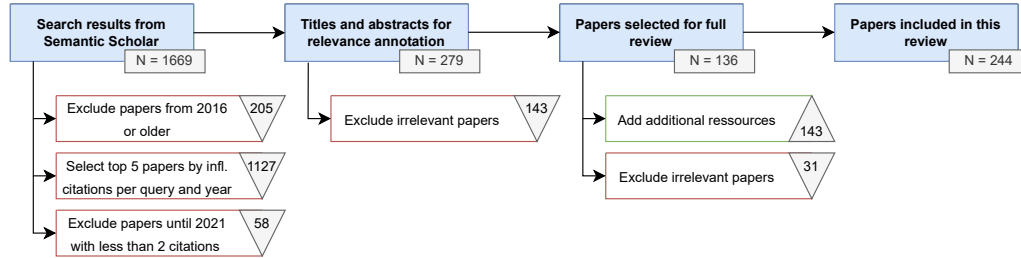 Search results from
Semantic Scholar
N = 1669
Titles and abstracts for
relevance annotation
N = 279
Papers selected for full
review
N = 136
Papers included in this
review
N = 244
Exclude papers from 2016
or older
205
Select top 5 papers by infl.
citations per query and year
1127
Exclude papers until 2021
with less than 2 citations
58
Exclude irrelevant papers
143
Add additional ressources
143
Exclude irrelevant papers
31